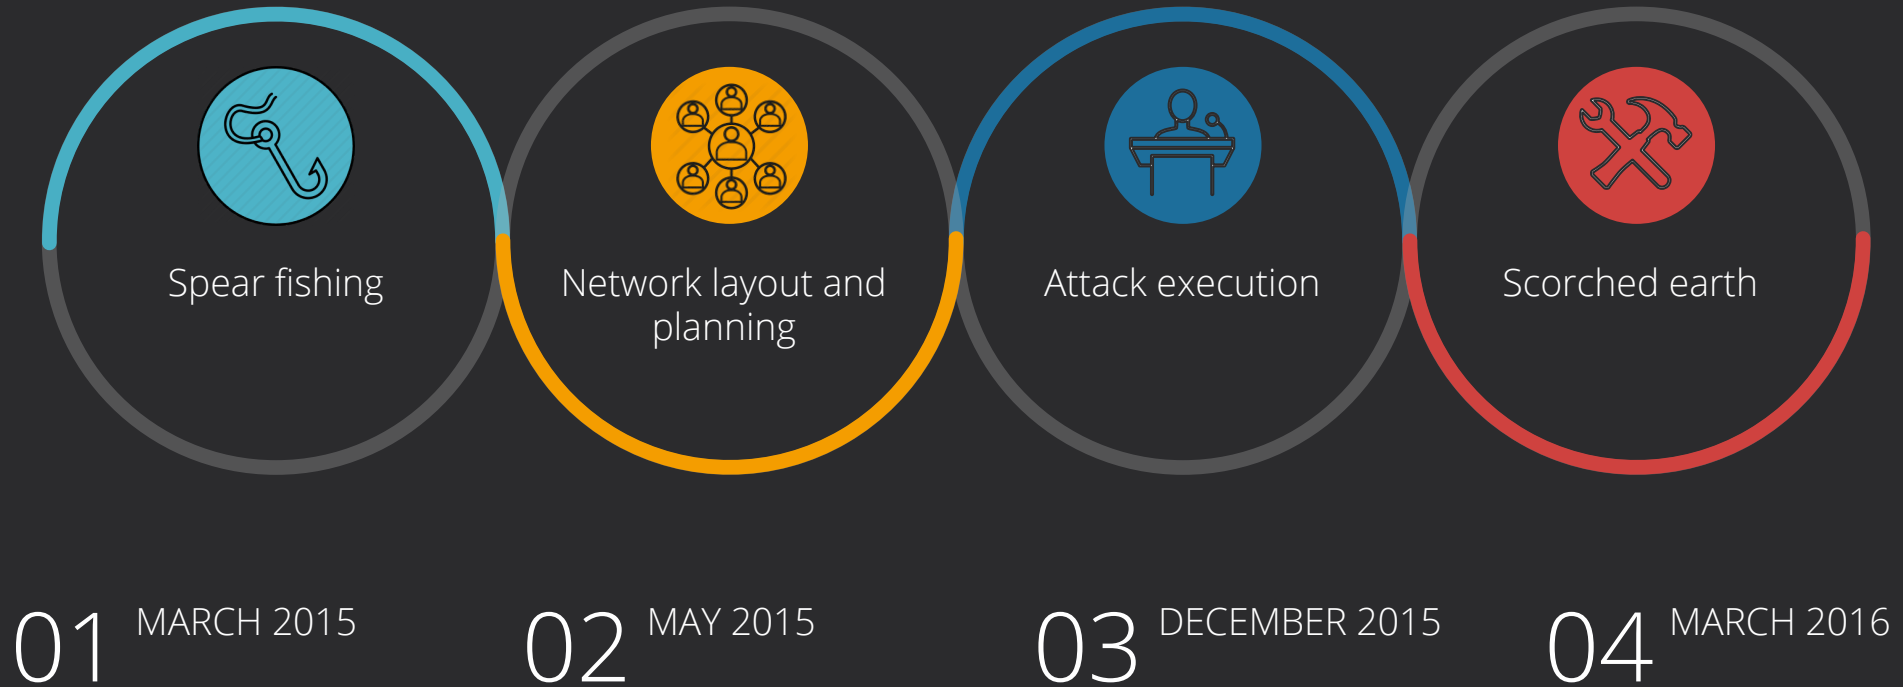 Spear fishing
Network layout and
planning
Attack execution
Scorched earth
01 MARCH 2015
02 MAY 2015
03 DECEMBER 2015
04 MARCH 2016